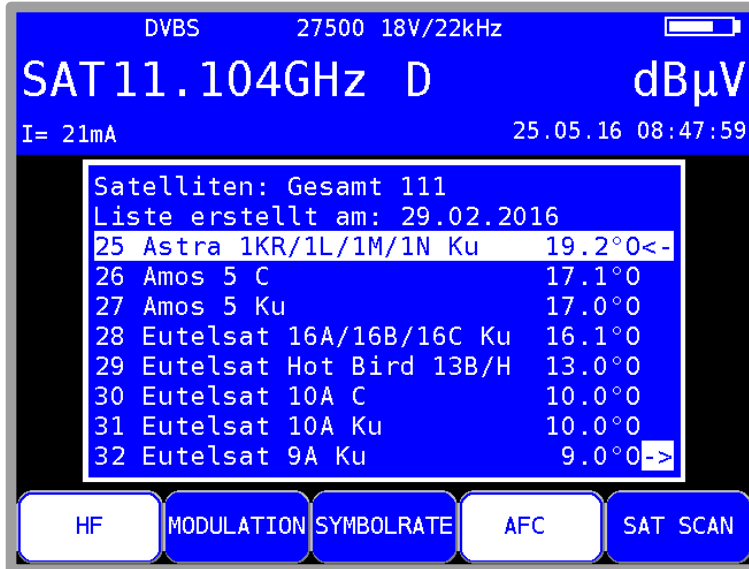 DVBS 27500 18V/22kHz
SAT11.104GHz D dBµV
I= 21mA 25.05.16 08:47:59
Satelliten: Gesamt 111
Liste erstellt am: 29.02.2016
25 Astra 1KR/1L/1M/1N Ku 19.2°O<-
26 Amos 5 C 17.1°O
27 Amos 5 Ku 17.0°O
28 Eutelsat 16A/16B/16C Ku 16.1°O
29 Eutelsat Hot Bird 13B/H 13.0°O
30 Eutelsat 10A C 10.0°O
31 Eutelsat 10A Ku 10.0°O
32 Eutelsat 9A Ku 9.0°O->
HF MODULATION SYMBOLRATE AFC SAT SCAN